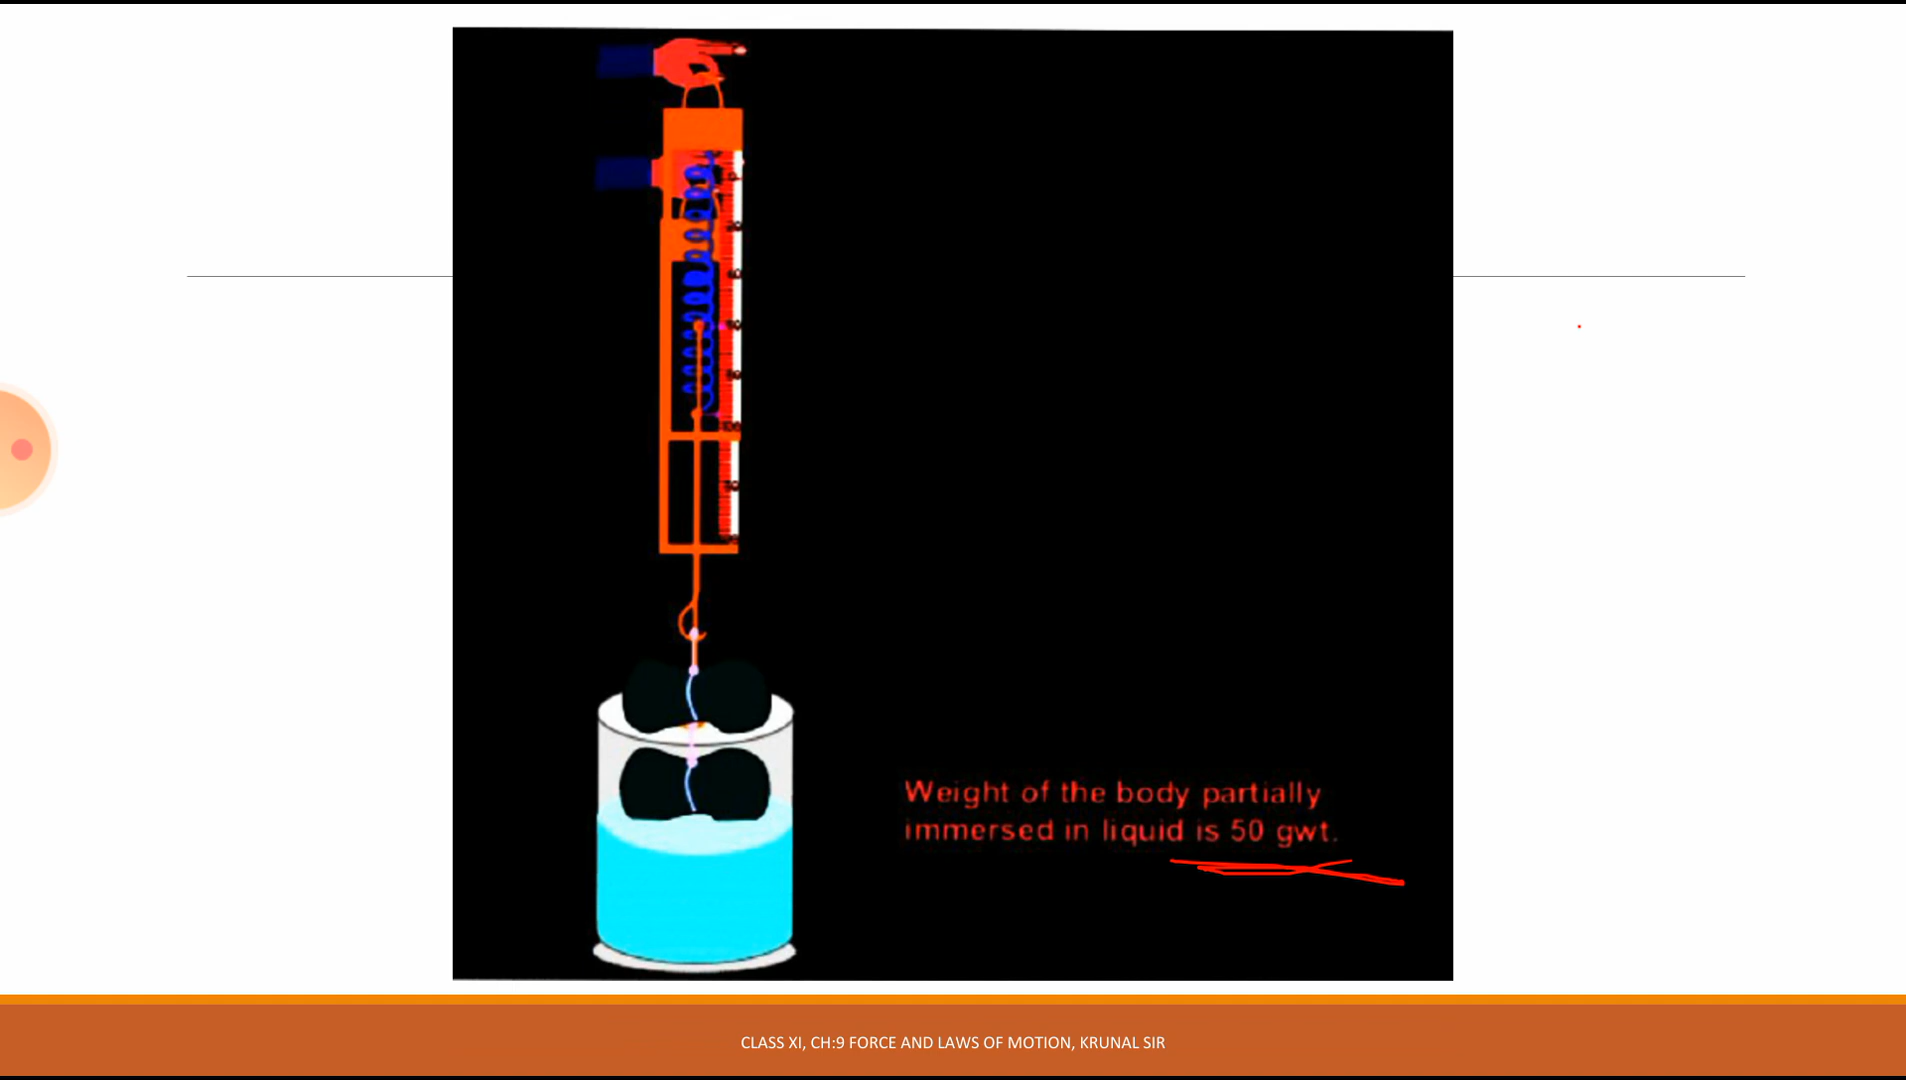 Weight of the body partially
immersed in liquid is 50 gwt.
CLASS XI, CH:9 FORCE AND LAWS OF MOTION, KRUNAL SIR